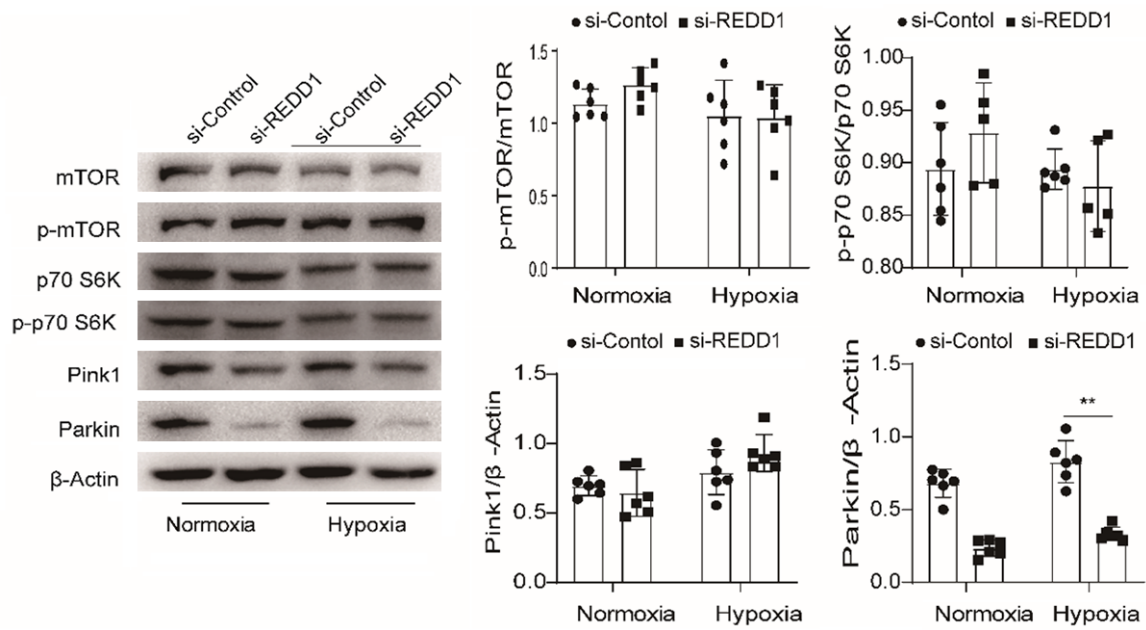 si-Control
si-REDD1
si-Control
si-REDD1
mTOR
p-mTOR
p70 S6K
p-p70 S6K
Pink1
Parkin
β-Actin
Normoxia
Hypoxia
si-Contol si-REDD1
p-mTOR/mTOR
1.5
1.0
0.5
0.0
Normoxia Hypoxia
si-Contol si-REDD1
p-p70 S6K/p70 S6K
1.00
0.95
0.90
0.85
0.80
Normoxia Hypoxia
si-Contol si-REDD1
Pink1/β -Actin
1.5
1.0
0.5
0.0
Normoxia Hypoxia
si-Contol si-REDD1
Parkin/β -Actin
1.5
1.0
0.5
0.0
**
Normoxia Hypoxia